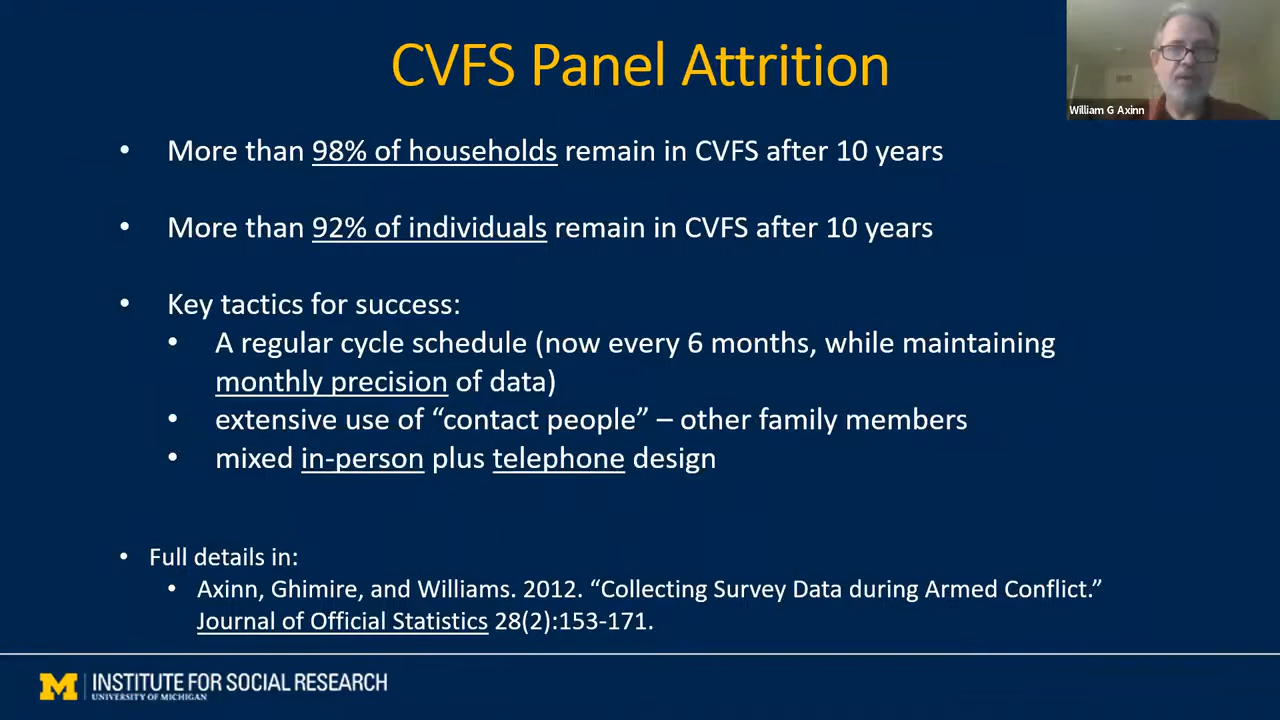 CVFS Panel Attrition
William G Axinn
• More than 98% of households remain in CVFS after 10 years
• More than 92% of individuals remain in CVFS after 10 years
• Key tactics for success:
• A regular cycle schedule (now every 6 months, while maintaining
monthly precision of data)
• extensive use of “contact people” – other family members
• mixed in-person plus telephone design
• Full details in:
• Axinn, Ghimire, and Williams. 2012. “Collecting Survey Data during Armed Conflict.”
Journal of Official Statistics 28(2):153-171.
M INSTITUTE FOR SOCIAL RESEARCH
UNIVERSITY OF MICHIGAN